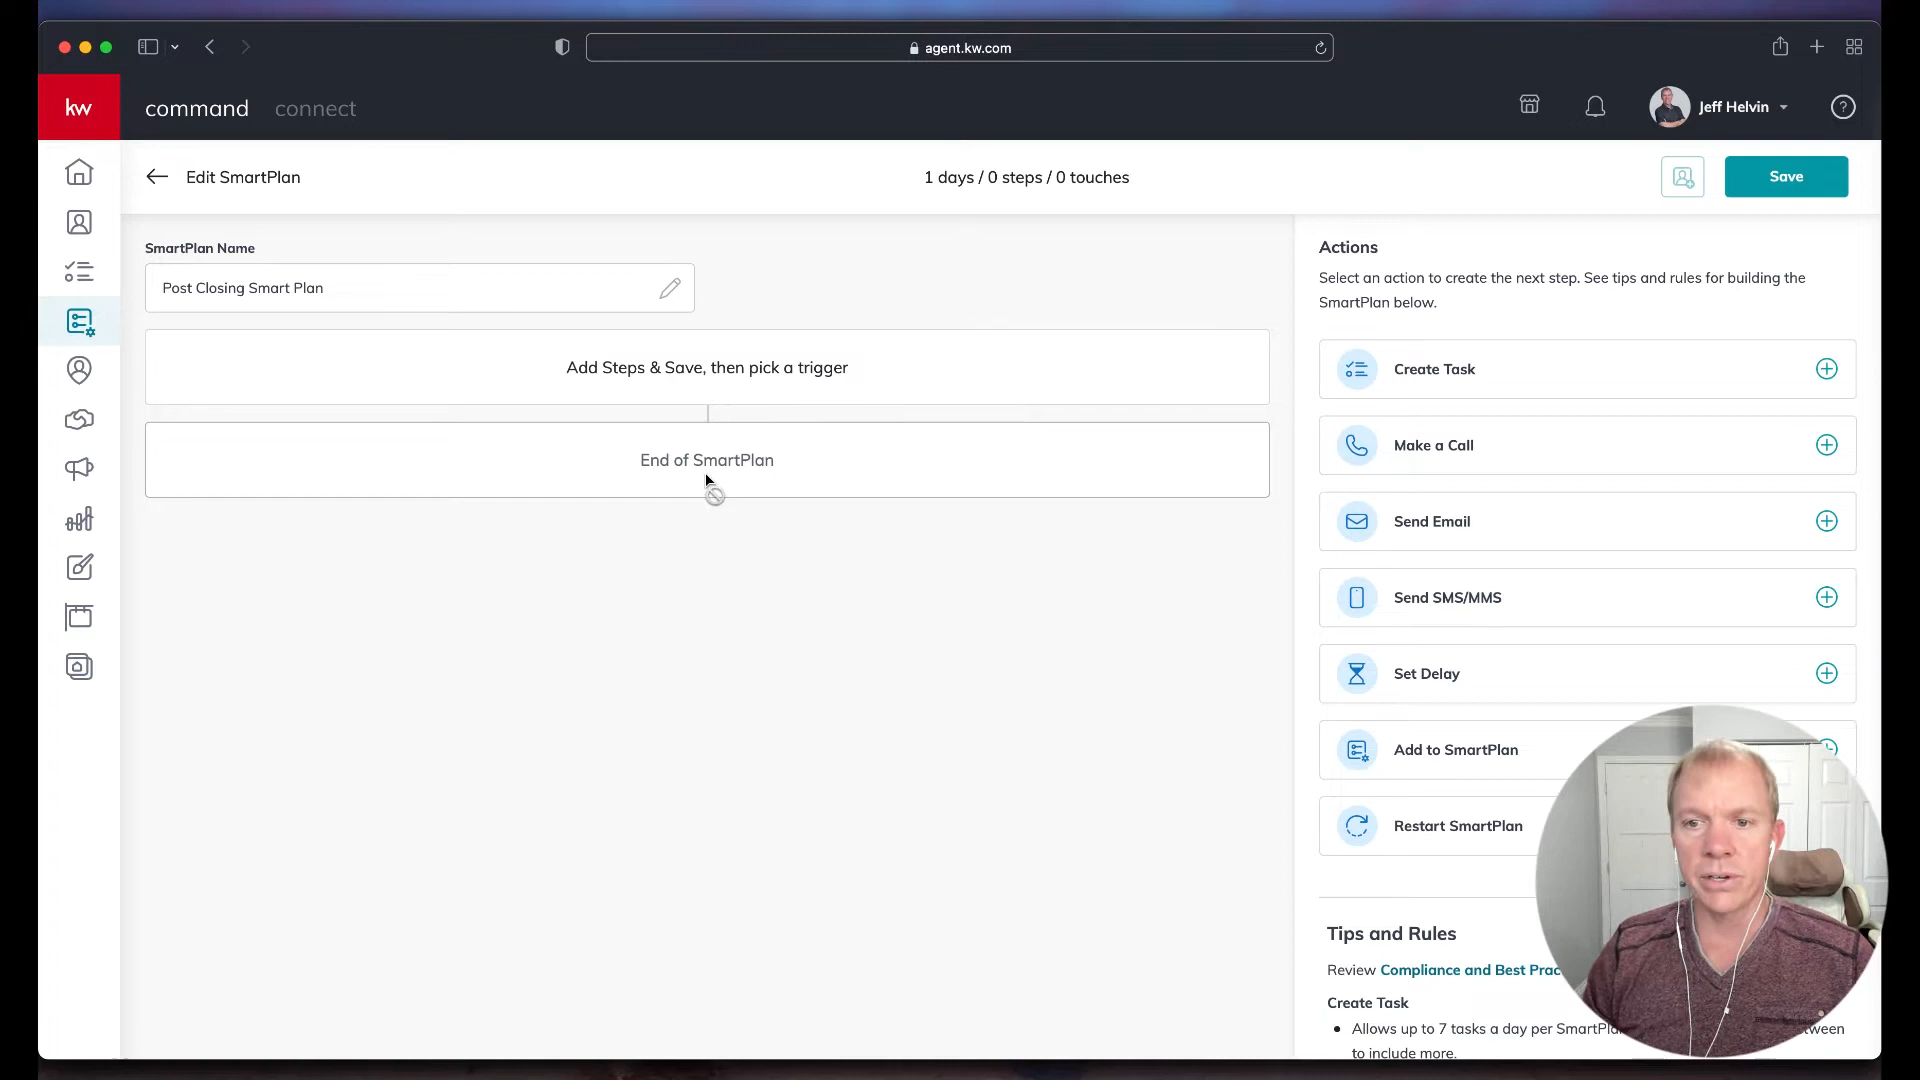 agent.kw.com
kw
command
connect
Jeff Helvin
?
Edit SmartPlan
1 days / 0 steps / 0 touches
Save
SmartPlan Name
Post Closing Smart Plan
Add Steps & Save, then pick a trigger
End of SmartPlan
Actions
Select an action to create the next step. See tips and rules for building the
SmartPlan below.
Create Task
Make a Call
Send Email
Send SMS/MMS
Set Delay
Add to SmartPlan
Restart SmartPlan
Tips and Rules
Review Compliance and Best Prac
Create Task
Allows up to 7 tasks a day per SmartPla
to include more.